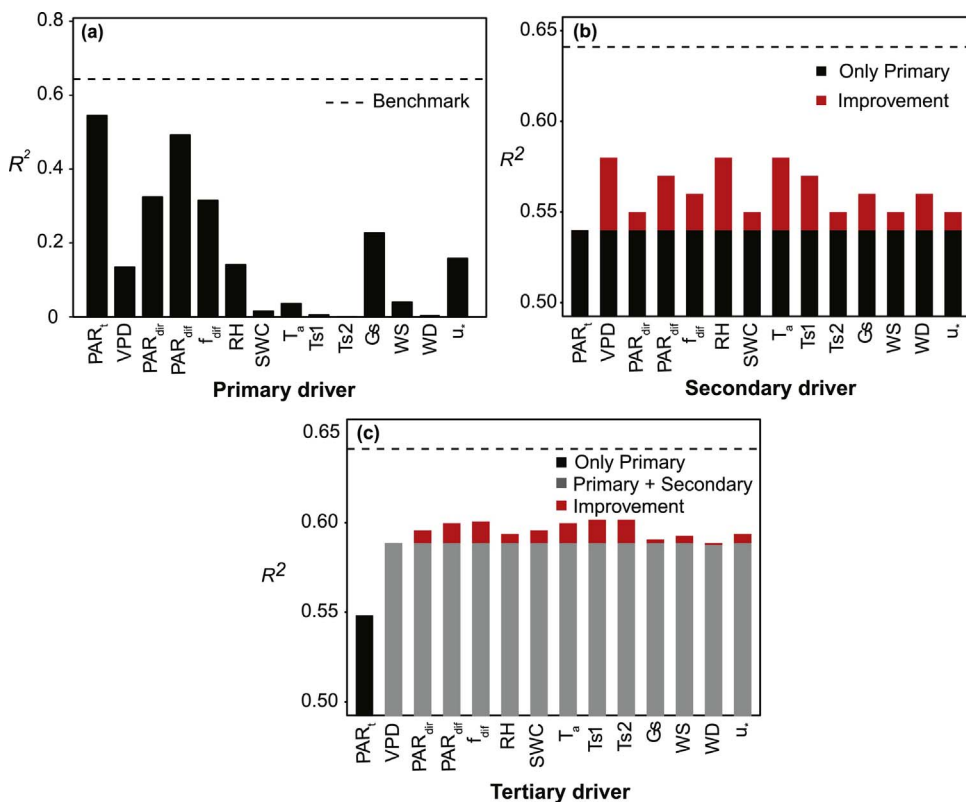 (a)
0.8
0.6
0.4
0.2
0
R²
Benchmark
PARt
VPD
PARdir
PARdif
fdif
RH
SWC
Ta
Ts1
Ts2
Gs
WS
WD
u*
Primary driver
(b)
0.65
0.60
0.55
0.50
R²
Only Primary
Improvement
PARt
VPD
PARdir
PARdif
fdif
RH
SWC
Ta
Ts1
Ts2
Gs
WS
WD
u*
Secondary driver
(c)
0.65
0.60
0.55
0.50
R²
Only Primary
Primary + Secondary
Improvement
PARt
VPD
PARdir
PARdif
fdif
RH
SWC
Ta
Ts1
Ts2
Gs
WS
WD
u*
Tertiary driver